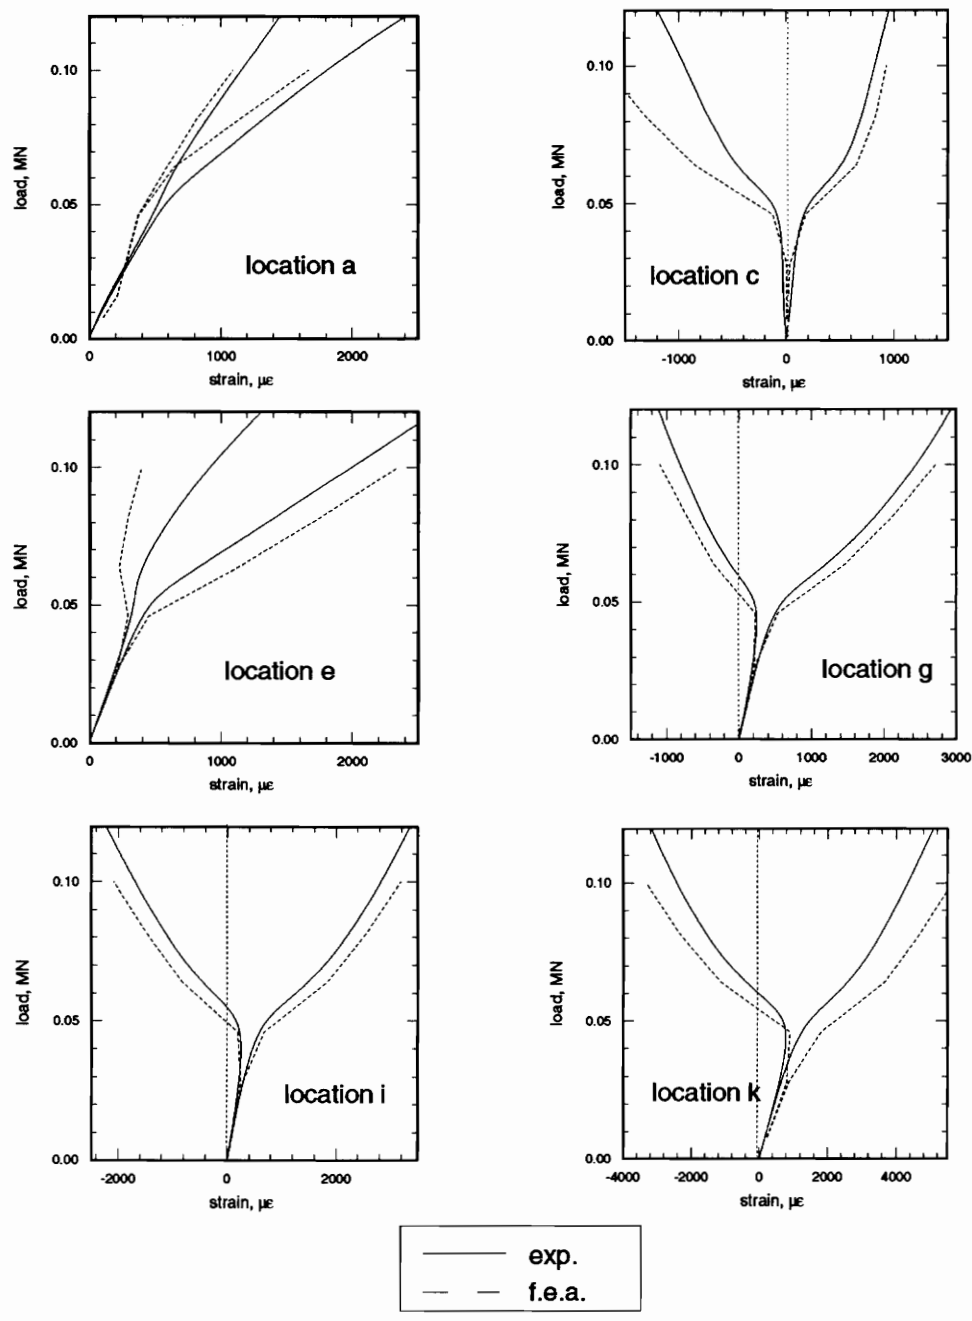 0.10
0.05
0.00
load, MN
location a
0 1000 2000
strain, με
0.10
0.05
0.00
load, MN
location c
-1000 0 1000
strain, με
0.10
0.05
0.00
load, MN
location e
0 1000 2000
strain, με
0.10
0.05
0.00
load, MN
location g
-1000 0 1000 2000 3000
strain, με
0.10
0.05
0.00
load, MN
location i
-2000 0 2000
strain, με
0.10
0.05
0.00
load, MN
location k
-4000 -2000 0 2000 4000
strain, με
exp.
f.e.a.